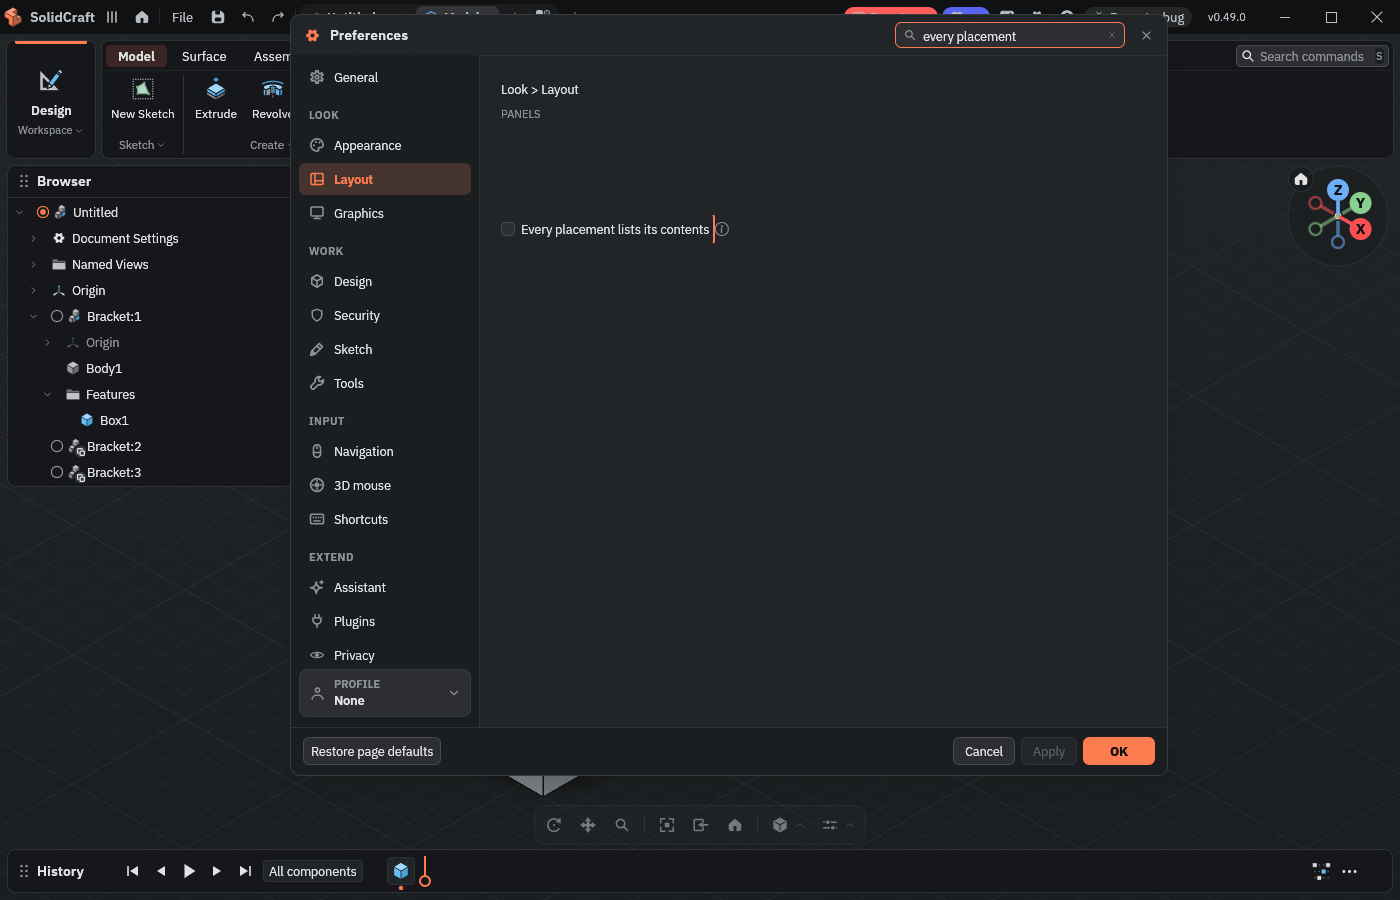 SolidCraft
File
v0.49.0
Preferences
every placement
Model
Surface
Search commands
S
Design
Workspace
New Sketch
Extrude
Sketch
Create
Browser
Untitled
Document Settings
Named Views
Origin
Bracket:1
Origin
Body1
Features
Box1
Bracket:2
Bracket:3
General
LOOK
Appearance
Layout
Graphics
WORK
Design
Security
Sketch
Tools
INPUT
Navigation
3D mouse
Shortcuts
EXTEND
Assistant
Plugins
Privacy
PROFILE
None
Look > Layout
PANELS
Every placement lists its contents
Z
Y
X
Restore page defaults
Cancel
Apply
OK
History
All components